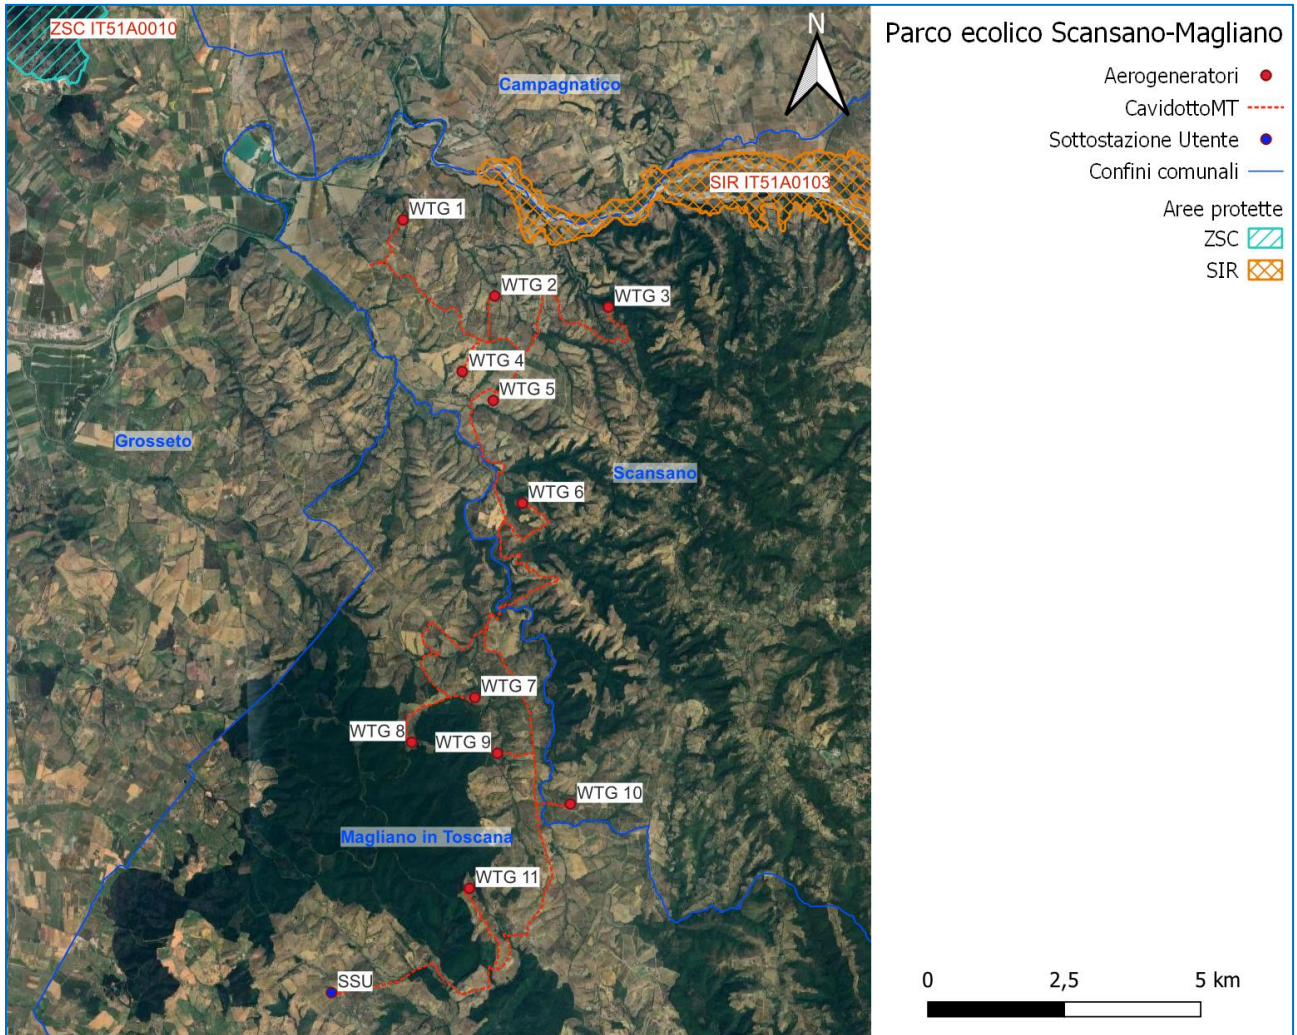 ZSC IT51A0010
N
Parco ecolico Scansano-Magliano
Aerogeneratori
CavidottoMT
Sottostazione Utente
Confini comunali
Aree protette
ZSC
SIR
Campagnatico
SIR IT51A0103
WTG 1
WTG 2
WTG 3
WTG 4
WTG 5
Grosseto
Scansano
WTG 6
WTG 7
WTG 8
WTG 9
WTG 10
Magliano in Toscana
WTG 11
SSU
0 2,5 5 km